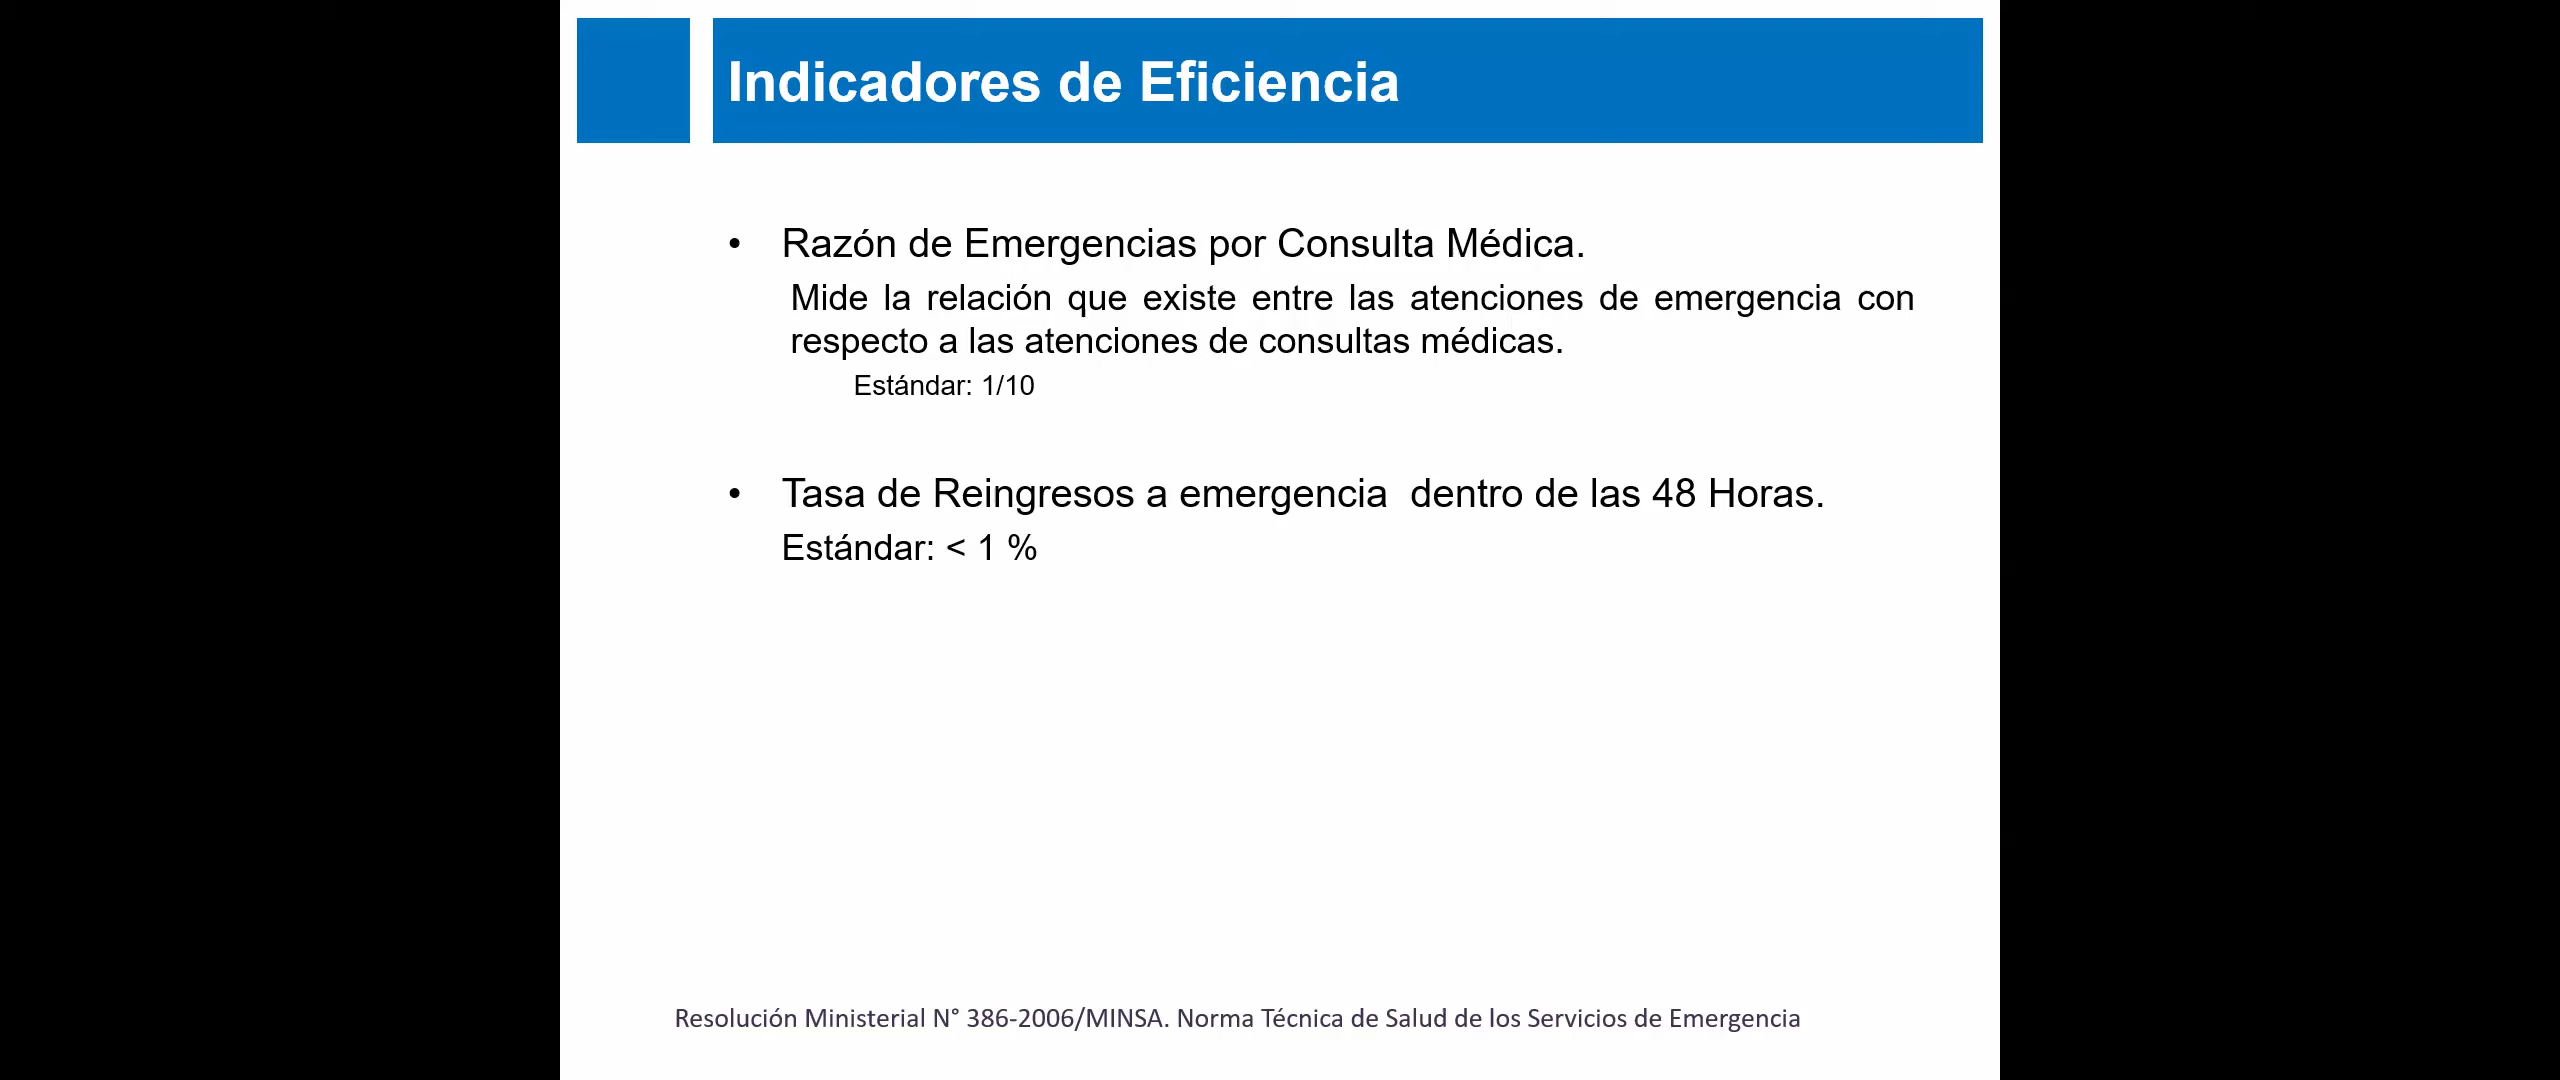 Indicadores de Eficiencia
• Razón de Emergencias por Consulta Médica.
Mide la relación que existe entre las atenciones de emergencia con
respecto a las atenciones de consultas médicas.
Estándar: 1/10
• Tasa de Reingresos a emergencia  dentro de las 48 Horas.
Estándar: < 1 %
Resolución Ministerial N° 386-2006/MINSA. Norma Técnica de Salud de los Servicios de Emergencia